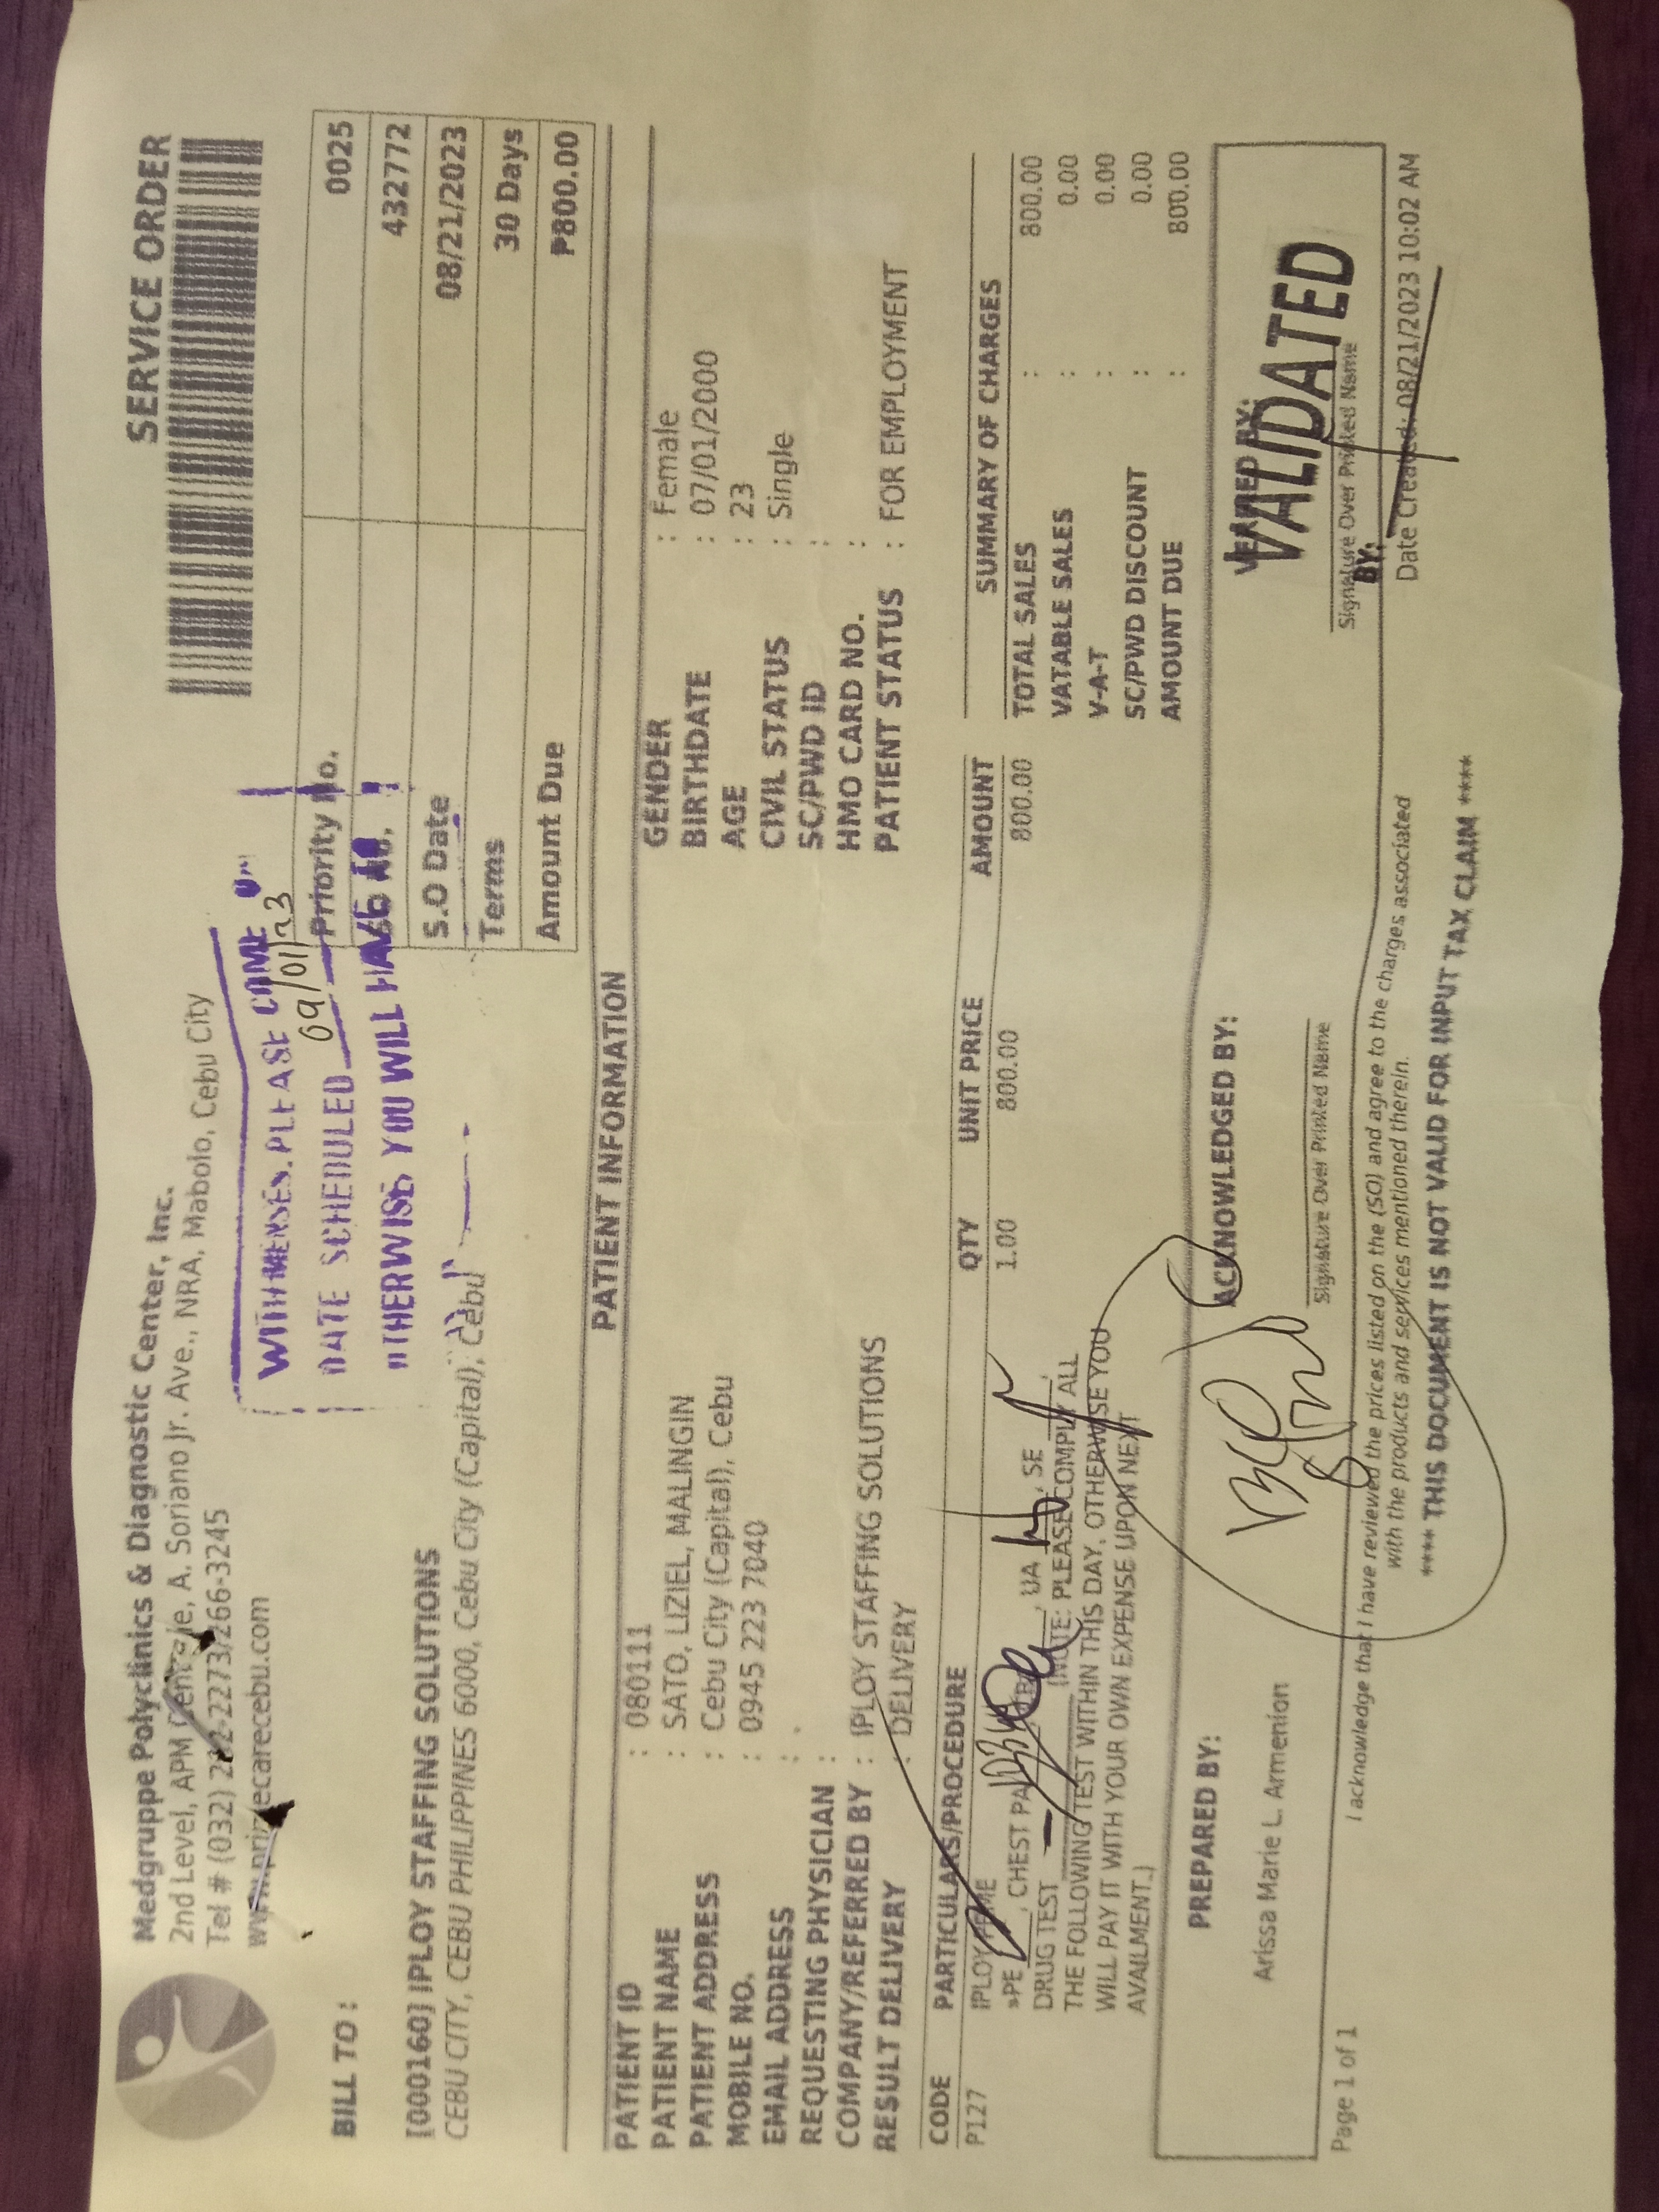 SERVICE ORDER
Medgruppe Polyclinics & Diagnostic Center, Inc.
2nd Level, APM Centrale, A. Soriano Jr. Ave., NRA, Mabolo, Cebu City
Tel # (032) 232-2273/266-3245
WITH MENSES. PLEASE COME
DATE SCHEDULED 09/01/23
OTHERWISE YOU WILL HAVE TO
BILL TO :
[000160] IPLOY STAFFING SOLUTIONS
CEBU CITY, CEBU PHILIPPINES 6000, Cebu City (Capital), Cebu
Priority No. 0025
432772
S.O Date 08/21/2023
Terms 30 Days
Amount Due ₱800.00
PATIENT INFORMATION
PATIENT ID : 080111
PATIENT NAME : SATO, LIZIEL, MALINGIN
PATIENT ADDRESS : Cebu City (Capital), Cebu
MOBILE NO. : 0945 223 7040
EMAIL ADDRESS : .
REQUESTING PHYSICIAN :
COMPANY/REFERRED BY : IPLOY STAFFING SOLUTIONS
RESULT DELIVERY : DELIVERY
GENDER : Female
BIRTHDATE : 07/01/2000
AGE : 23
CIVIL STATUS : Single
SC/PWD ID :
HMO CARD NO. :
PATIENT STATUS : FOR EMPLOYMENT
CODE PARTICULARS/PROCEDURE QTY UNIT PRICE AMOUNT
P127 IPLOY 1.00 800.00 800.00
»PE , CHEST PA , UA , SE ,
DRUG TEST (NOTE: PLEASE COMPLY ALL
THE FOLLOWING TEST WITHIN THIS DAY, OTHERWISE YOU
WILL PAY IT WITH YOUR OWN EXPENSE UPON NEXT
AVAILMENT.)
SUMMARY OF CHARGES
TOTAL SALES : 800.00
VATABLE SALES : 0.00
V-A-T : 0.00
SC/PWD DISCOUNT : 0.00
AMOUNT DUE : 800.00
PREPARED BY:
Arissa Marie L. Armenion
ACKNOWLEDGED BY:
Signature Over Printed Name
BY:
VALIDATED
Signature Over Printed Name
BY:
I acknowledge that I have reviewed the prices listed on the (SO) and agree to the charges associated
with the products and services mentioned therein.
**** THIS DOCUMENT IS NOT VALID FOR INPUT TAX CLAIM ****
Page 1 of 1
Date Created: 08/21/2023 10:02 AM